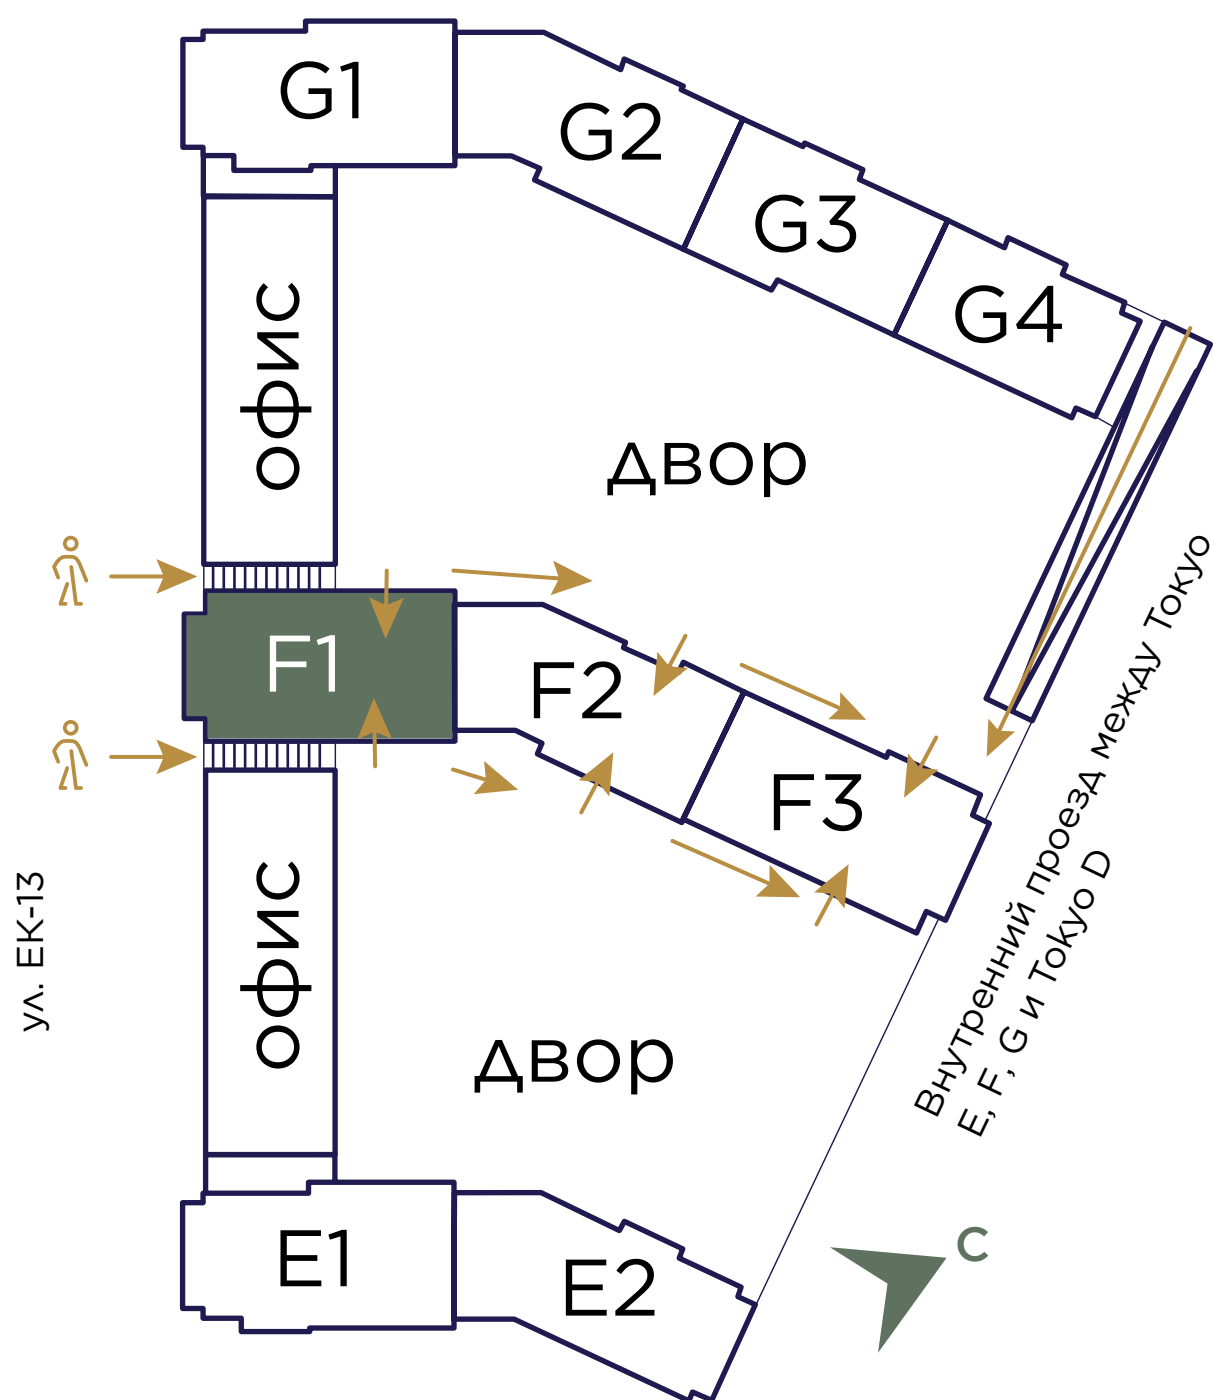 G1
G2
G3
G4
офис
двор
F1
F2
F3
Внутренний проезд между Tокyo
E, F, G и Tokyo D
ул. ЕК-13
офис
двор
E1
E2
С